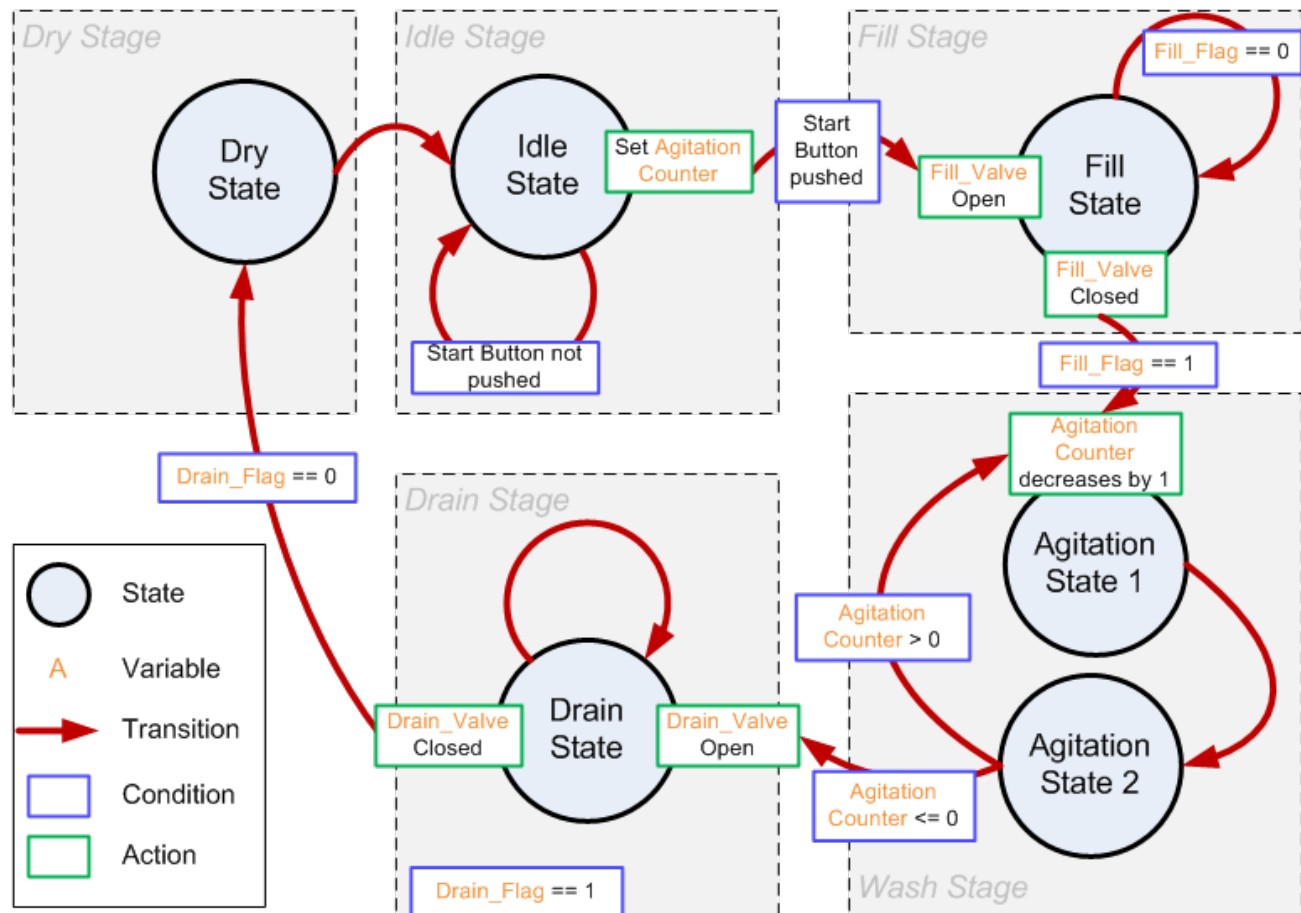 Dry Stage
Dry
State
Idle Stage
Idle
State
Set Agitation
Counter
Start Button not
pushed
Start
Button
pushed
Fill Stage
Fill_Flag == 0
Fill_Valve
Open
Fill
State
Fill_Valve
Closed
Fill_Flag == 1
Agitation
Counter
decreases by 1
Agitation
State 1
Agitation
Counter > 0
Agitation
State 2
Agitation
Counter <= 0
Wash Stage
Drain Stage
Drain_Valve
Open
Drain
State
Drain_Valve
Closed
Drain_Flag == 1
Drain_Flag == 0
State
A Variable
Transition
Condition
Action